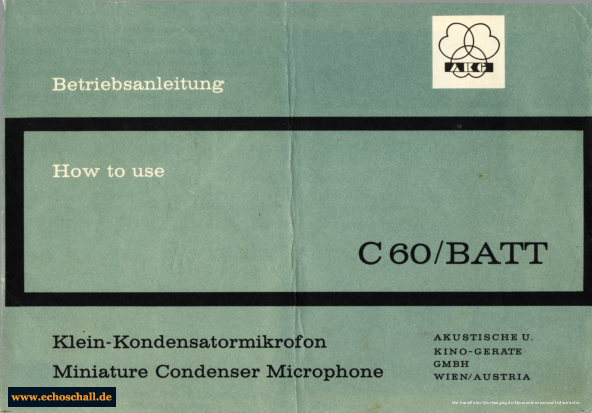 AKG
Betriebsanleitung
How to use
C 60/BATT
Klein-Kondensatormikrofon
Miniature Condenser Microphone
AKUSTISCHE U.
KINO-GERÄTE
GMBH
WIEN/AUSTRIA
www.echoschall.de